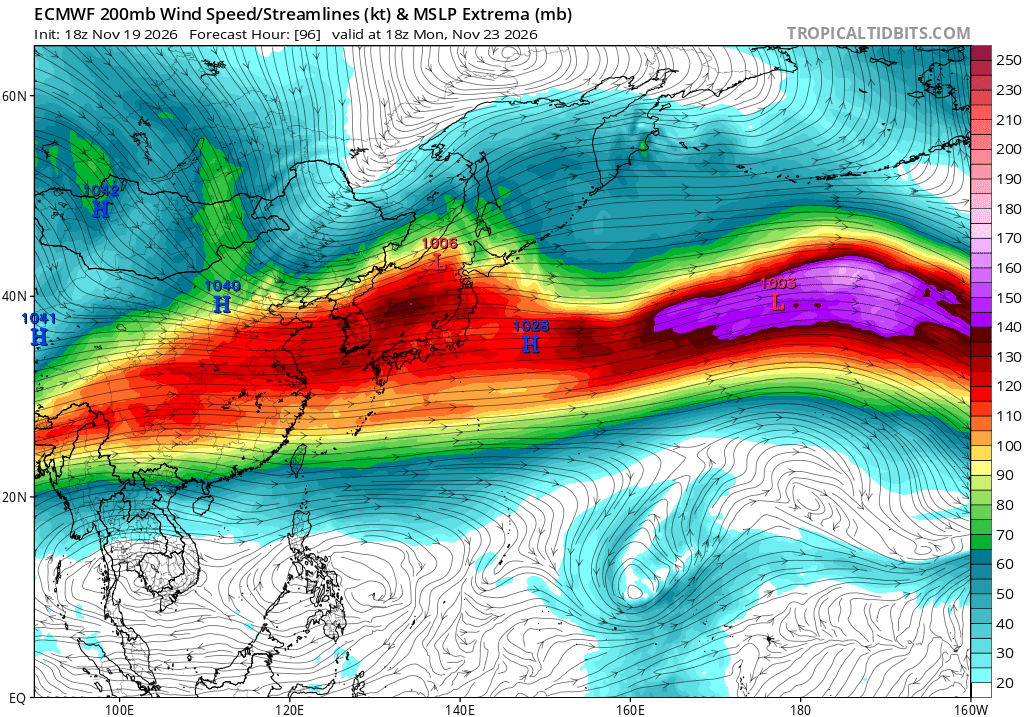 ECMWF 200mb Wind Speed/Streamlines (kt) & MSLP Extrema (mb)
Init: 18z Nov 19 2026 Forecast Hour: [96] valid at 18z Mon, Nov 23 2026
TROPICALTIDBITS.COM
250
230
220
210
200
190
180
170
160
150
140
130
120
110
100
90
80
70
60
50
40
30
20
60N
40N
20N
EQ
1042
H
1006
L
1040
H
1003
L
1041
H
1028
H
100E
120E
140E
160E
180
160W